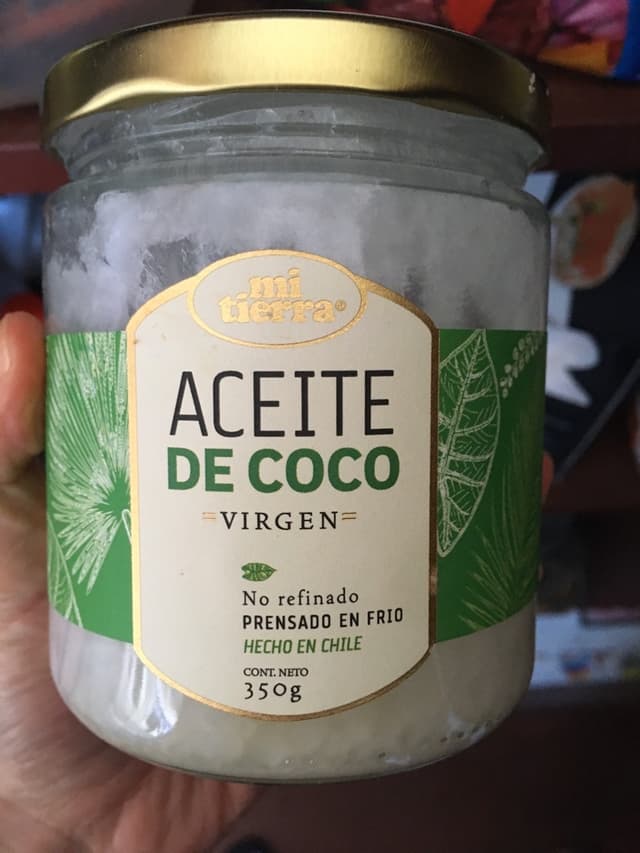 mi
tierra®
ACEITE
DE COCO
VIRGEN
No refinado
PRENSADO EN FRIO
HECHO EN CHILE
CONT. NETO
350g